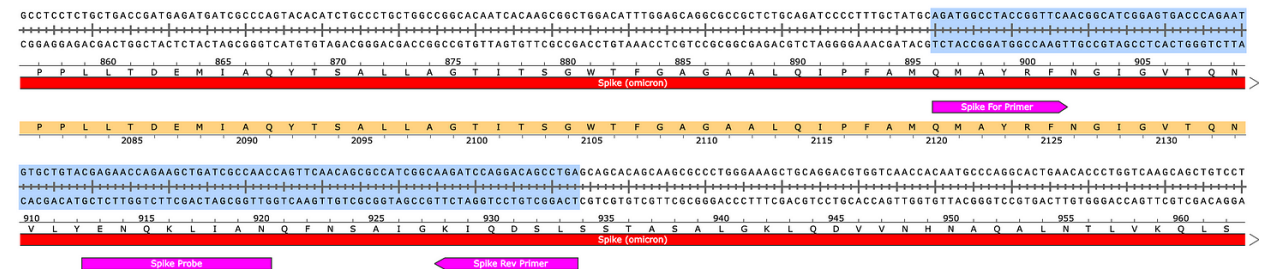 GCCTCCTCTGCTGACCGATGAGATGATCGCCCAGTACACATCTGCCCTGCTGGCCGGCACAATCACAAGCGGCTGGACATTTGGAGCAGGCGCCGCTCTGCAGATCCCCTTTGCTATGCAGATGGCCTACCGGTTCAACGGCATCGGAGTGACCCAGAAT
CGGAGGAGACGACTGGCTACTCTACTAGCGGGTCATGTGTAGACGGGACGACCGGCCGTGTTAGTGTTCGCCGACCTGTAAACCTCGTCCGCGGCGAGACGTCTAGGGGAAACGATACGTCTACCGGATGGCCAAGTTGCCGTAGCCTCACTGGGTCTTA
860 865 870 875 880 885 890 895 900 905
P P L L T D E M I A Q Y T S A L L A G T I T S G W T F G A G A A L Q I P F A M Q M A Y R F N G I G V T Q N
Spike (omicron)
Spike For Primer
P P L L T D E M I A Q Y T S A L L A G T I T S G W T F G A G A A L Q I P F A M Q M A Y R F N G I G V T Q N
2085 2090 2095 2100 2105 2110 2115 2120 2125 2130
GTGCTGTACGAGAACCAGAAGCTGATCGCCAACCAGTTCAACAGCGCCATCGGCAAGATCCAGGACAGCCTGAGCAGCACAGCAAGCGCCCTGGGAAAGCTGCAGGACGTGGTCAACCACAATGCCCAGGCACTGAACACCCTGGTCAAGCAGCTGTCCT
CACGACATGCTCTTGGTCTTCGACTAGCGGTTGGTCAAGTTGTCGCGGTAGCCGTTCTAGGTCCTGTCGGACTCGTCGTGTCGTTCGCGGGACCCTTTCGACGTCCTGCACCAGTTGGTGTTACGGGTCCGTGACTTGTGGGACCAGTTCGTCGACAGGA
910 915 920 925 930 935 940 945 950 955 960
V L Y E N Q K L I A N Q F N S A I G K I Q D S L S S T A S A L G K L Q D V V N H N A Q A L N T L V K Q L S
Spike (omicron)
Spike Probe
Spike Rev Primer